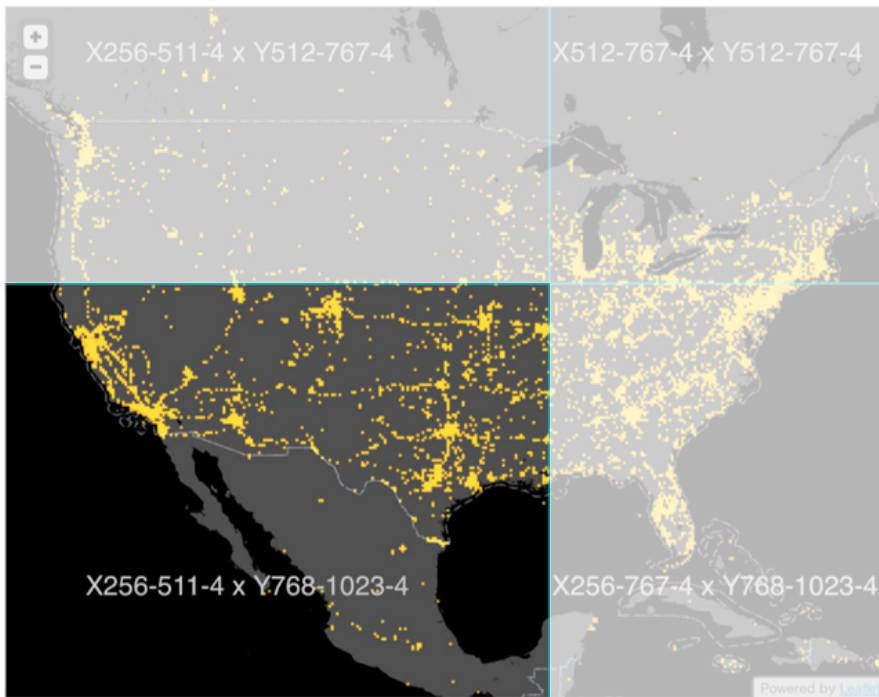 +
−
X256-511-4 x Y512-767-4
X512-767-4 x Y512-767-4
X256-511-4 x Y768-1023-4
X256-767-4 x Y768-1023-4
Powered by Leaflet